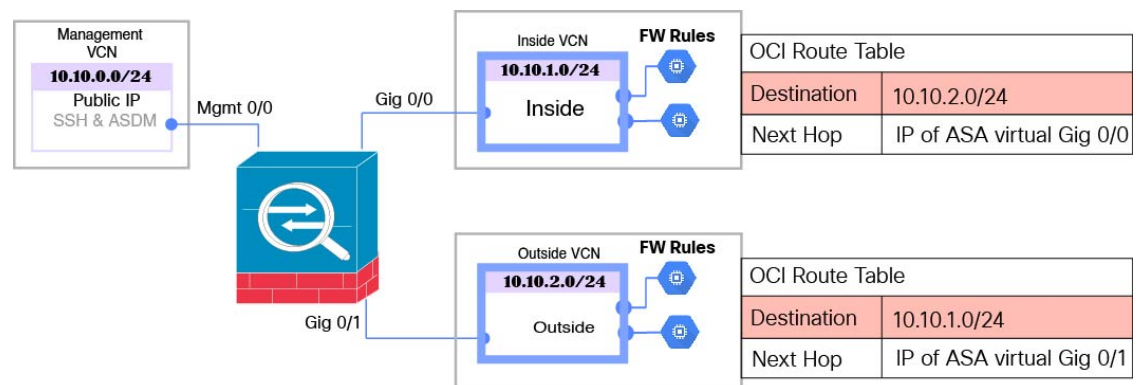 Management
VCN
10.10.0.0/24
Public IP
SSH & ASDM
Mgmt 0/0
Gig 0/0
Inside VCN
10.10.1.0/24
Inside
FW Rules
OCI Route Table
Destination 10.10.2.0/24
Next Hop IP of ASA virtual Gig 0/0
Gig 0/1
Outside VCN
10.10.2.0/24
Outside
FW Rules
OCI Route Table
Destination 10.10.1.0/24
Next Hop IP of ASA virtual Gig 0/1